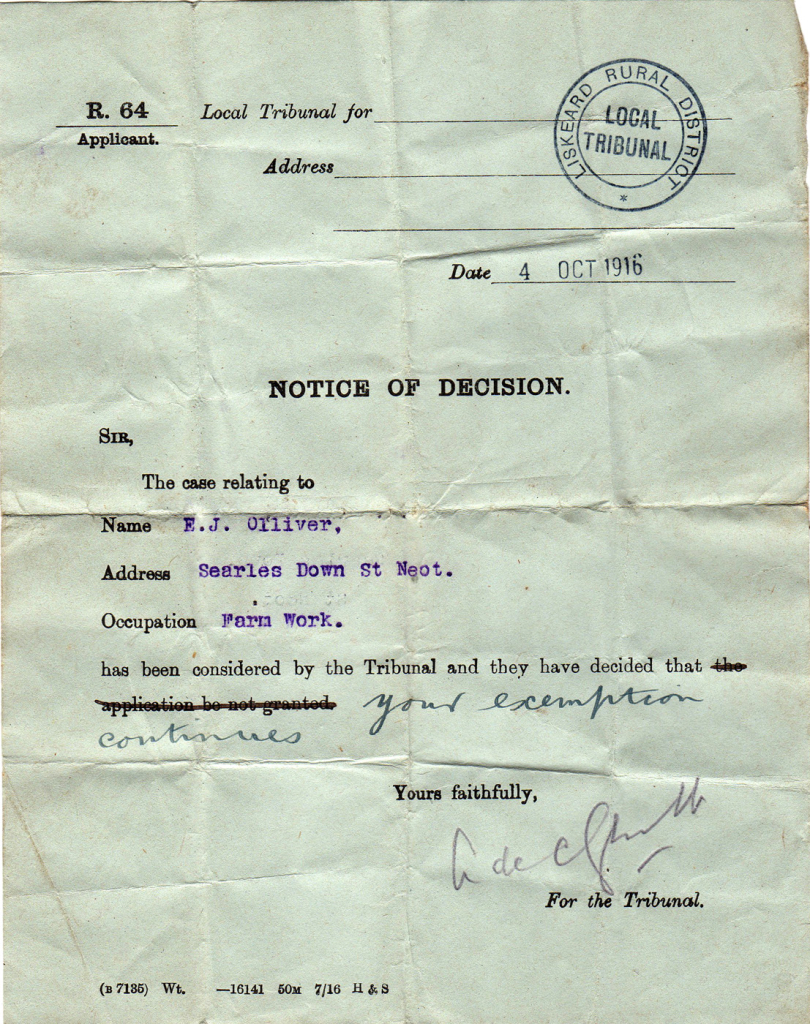 R. 64
Applicant.
Local Tribunal for
LISKEARD RURAL DISTRICT
LOCAL
TRIBUNAL
*
Address
Date 4 OCT 1916
NOTICE OF DECISION.
SIR,
The case relating to
Name E.J. Olliver,
Address Searles Down St Neot.
Occupation Farm Work.
has been considered by the Tribunal and they have decided that the
application be not granted. your exemption
continues
Yours faithfully,
For the Tribunal.
(B 7135) Wt. —16141 50M 7/16 H & S